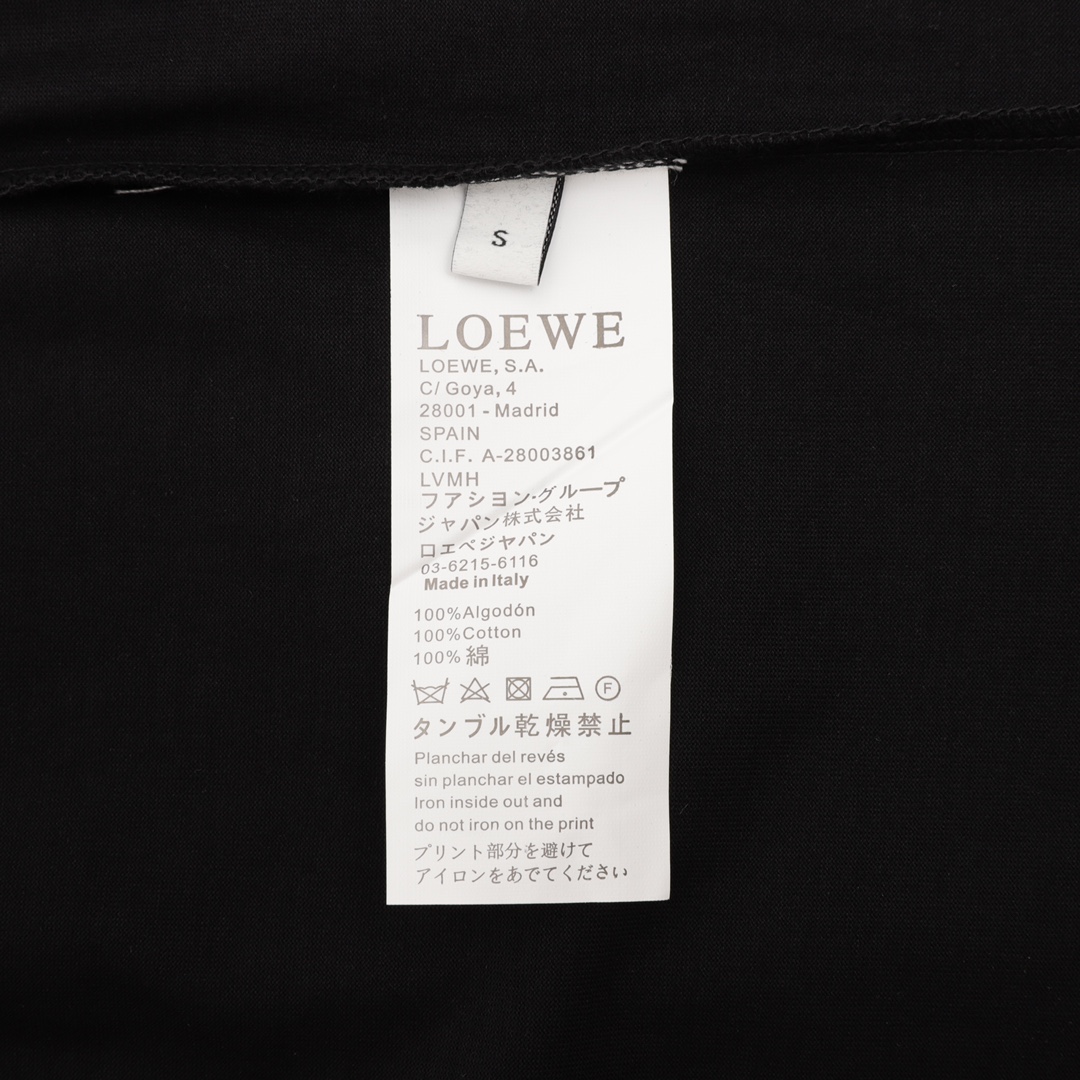 S
LOEWE
LOEWE, S.A.
C/ Goya, 4
28001 - Madrid
SPAIN
C.I.F. A-28003861
LVMH
フアシヨン·グループ
ジャパン株式会社
ロエベジヤパン
03-6215-6116
Made in Italy
100%Algodón
100%Cotton
100% 綿
F
タンブル乾燥禁止
Planchar del revés
sin planchar el estampado
Iron inside out and
do not iron on the print
プリント部分を避けて
アイロンをあでてください